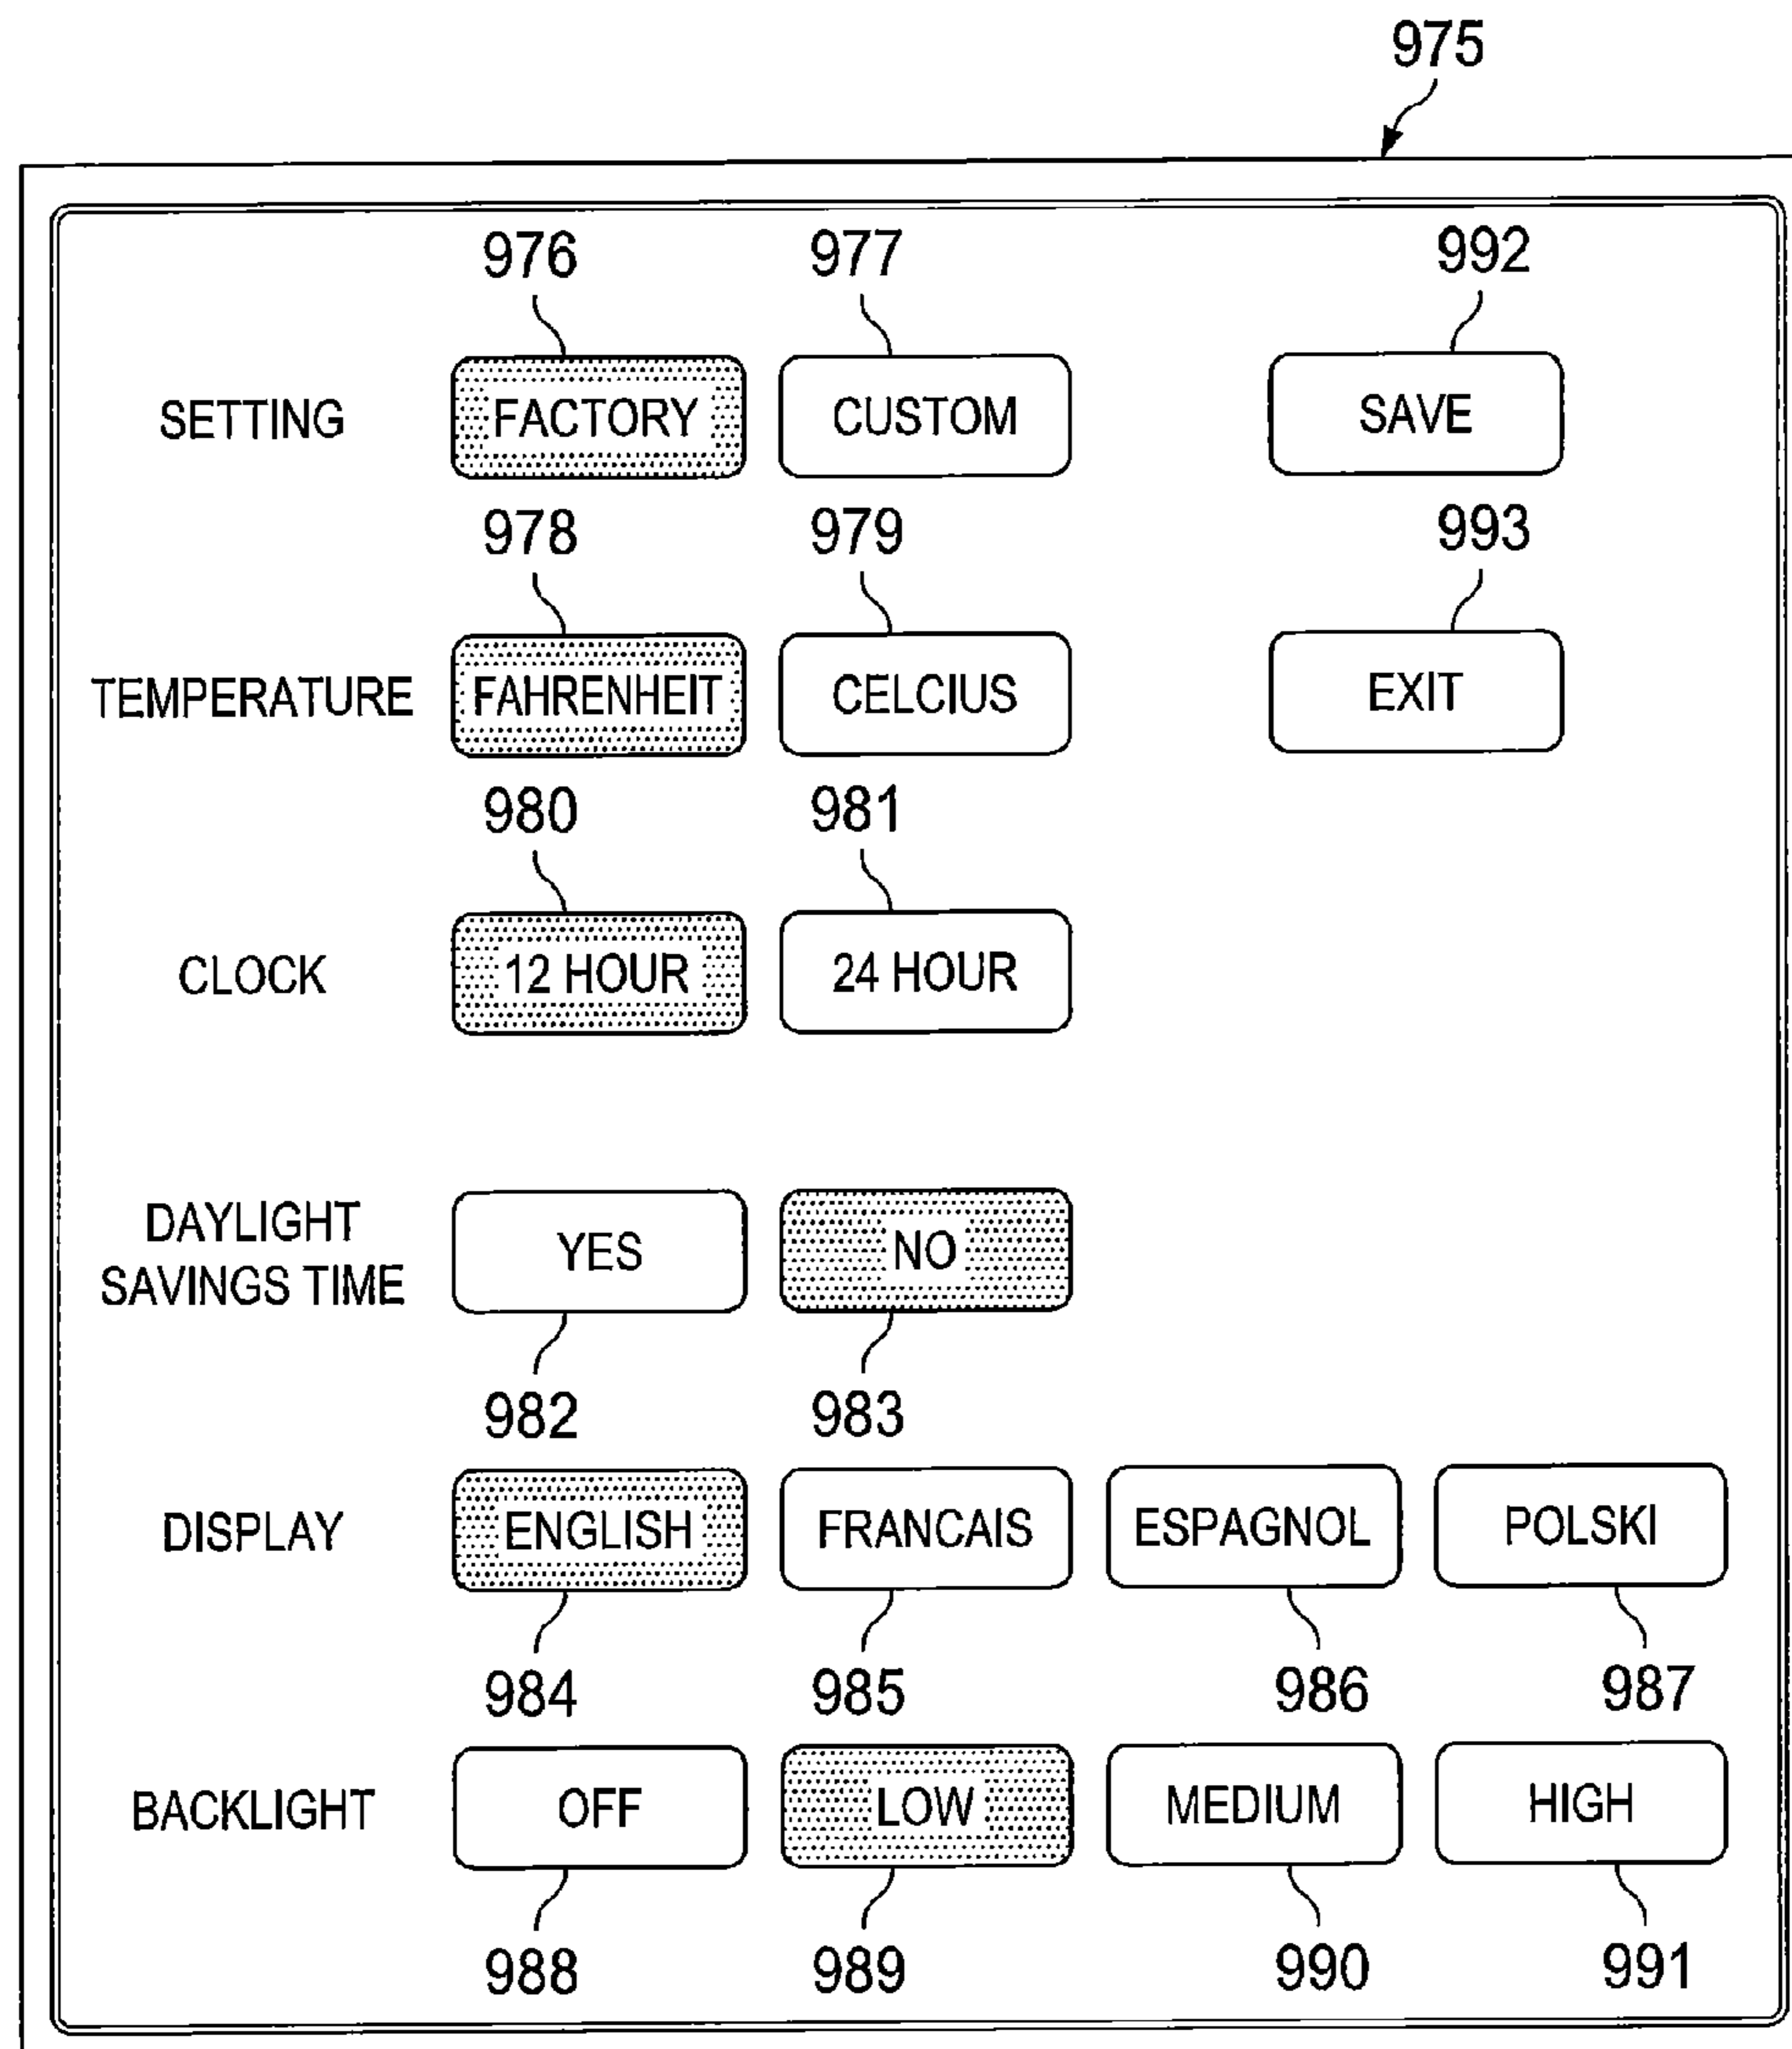 975
976 977 992
SETTING FACTORY CUSTOM SAVE
978 979 993
TEMPERATURE FAHRENHEIT CELCIUS EXIT
980 981
CLOCK 12 HOUR 24 HOUR
DAYLIGHT
SAVINGS TIME YES NO
982 983
DISPLAY ENGLISH FRANCAIS ESPAGNOL POLSKI
984 985 986 987
BACKLIGHT OFF LOW MEDIUM HIGH
988 989 990 991